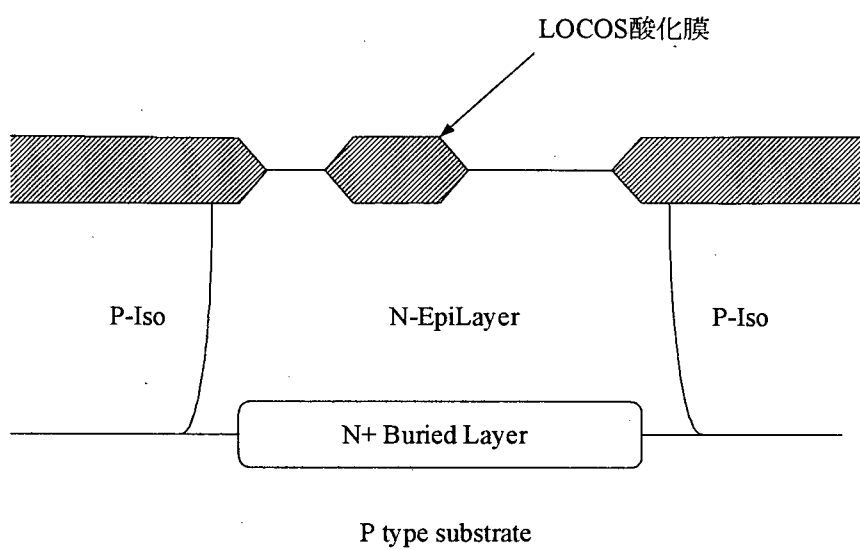 LOCOS酸化膜
P-Iso
N-EpiLayer
P-Iso
N+ Buried Layer
P type substrate